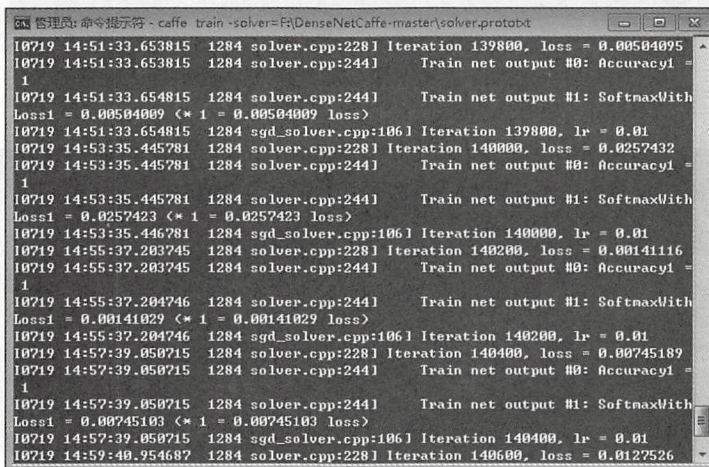 管理员: 命令提示符 - caffe train -solver=F:\DenseNetCaffe-master\solver.prototxt
I0719 14:51:33.653815  1284 solver.cpp:228] Iteration 139800, loss = 0.00504095
I0719 14:51:33.653815  1284 solver.cpp:244]     Train net output #0: Accuracy1 =
1
I0719 14:51:33.654815  1284 solver.cpp:244]     Train net output #1: SoftmaxWith
Loss1 = 0.00504009 (* 1 = 0.00504009 loss)
I0719 14:51:33.654815  1284 sgd_solver.cpp:106] Iteration 139800, lr = 0.01
I0719 14:53:35.445781  1284 solver.cpp:228] Iteration 140000, loss = 0.0257432
I0719 14:53:35.445781  1284 solver.cpp:244]     Train net output #0: Accuracy1 =
1
I0719 14:53:35.445781  1284 solver.cpp:244]     Train net output #1: SoftmaxWith
Loss1 = 0.0257423 (* 1 = 0.0257423 loss)
I0719 14:53:35.446781  1284 sgd_solver.cpp:106] Iteration 140000, lr = 0.01
I0719 14:55:37.203745  1284 solver.cpp:228] Iteration 140200, loss = 0.00141116
I0719 14:55:37.203745  1284 solver.cpp:244]     Train net output #0: Accuracy1 =
1
I0719 14:55:37.204746  1284 solver.cpp:244]     Train net output #1: SoftmaxWith
Loss1 = 0.00141029 (* 1 = 0.00141029 loss)
I0719 14:55:37.204746  1284 sgd_solver.cpp:106] Iteration 140200, lr = 0.01
I0719 14:57:39.050715  1284 solver.cpp:228] Iteration 140400, loss = 0.00745189
I0719 14:57:39.050715  1284 solver.cpp:244]     Train net output #0: Accuracy1 =
1
I0719 14:57:39.050715  1284 solver.cpp:244]     Train net output #1: SoftmaxWith
Loss1 = 0.00745103 (* 1 = 0.00745103 loss)
I0719 14:57:39.050715  1284 sgd_solver.cpp:106] Iteration 140400, lr = 0.01
I0719 14:59:40.954687  1284 solver.cpp:228] Iteration 140600, loss = 0.0127526